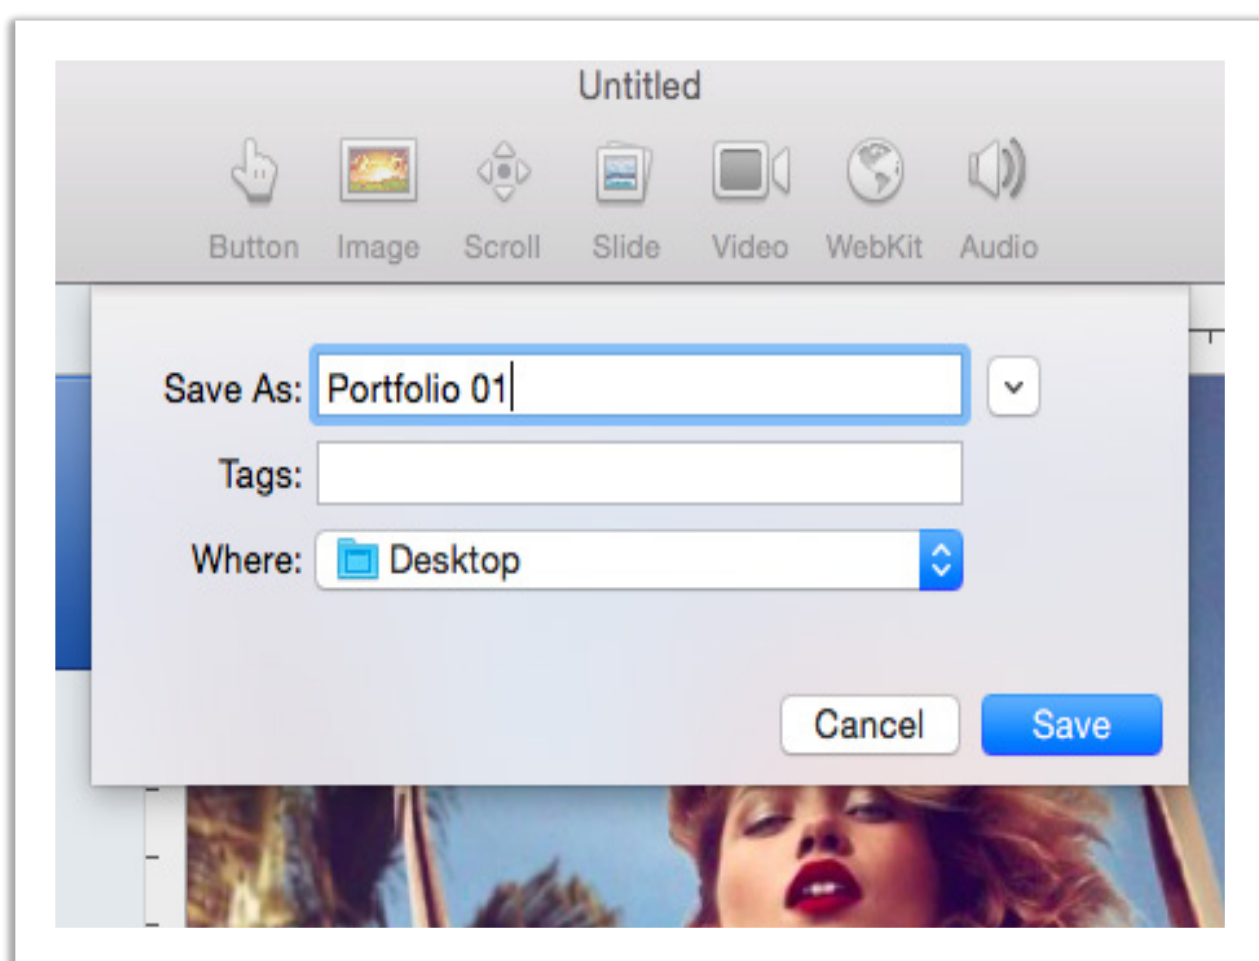 Untitled
Button Image Scroll Slide Video WebKit Audio
Save As: Portfolio 01
Tags:
Where: Desktop
Cancel Save